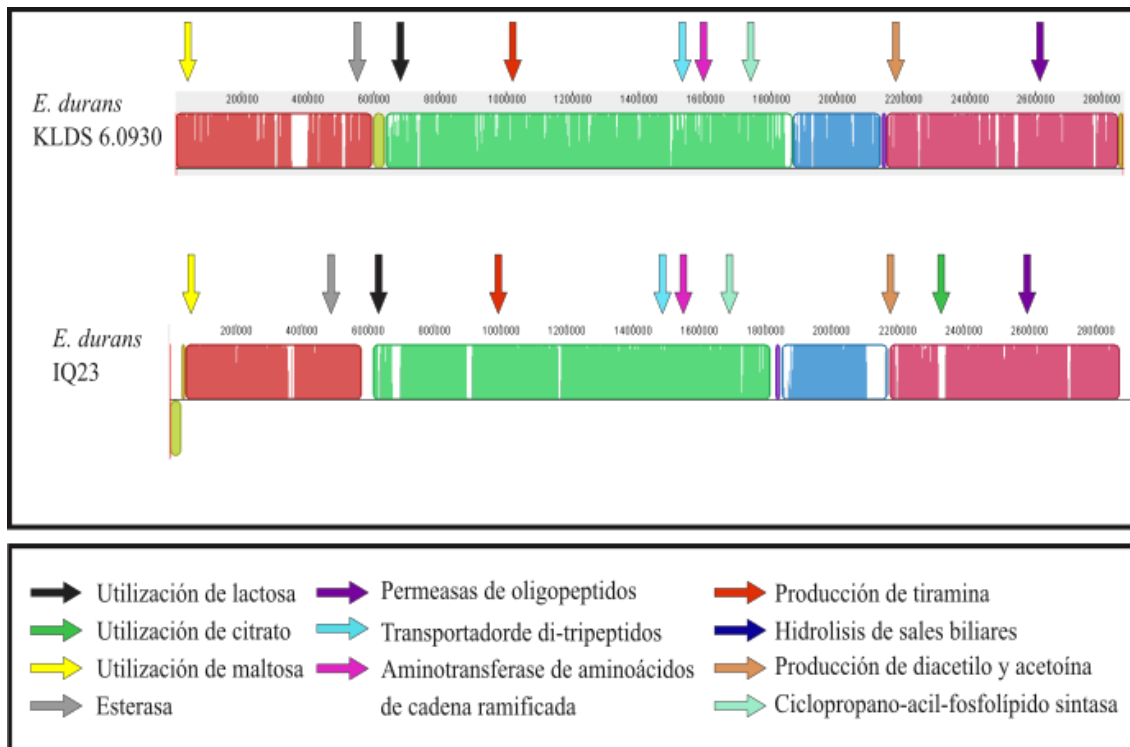 E. durans
KLDS 6.0930
200000 400000 600000 800000 1000000 1200000 1400000 1600000 1800000 2000000 2200000 2400000 2600000 2800000
E. durans
IQ23
200000 400000 600000 800000 1000000 1200000 1400000 1600000 1800000 2000000 2200000 2400000 2600000 2800000
Utilización de lactosa
Utilización de citrato
Utilización de maltosa
Esterasa
Permeasas de oligopeptidos
Transportadorde di-tripeptidos
Aminotransferase de aminoácidos
de cadena ramificada
Producción de tiramina
Hidrolisis de sales biliares
Producción de diacetilo y acetoína
Ciclopropano-acil-fosfolípido sintasa